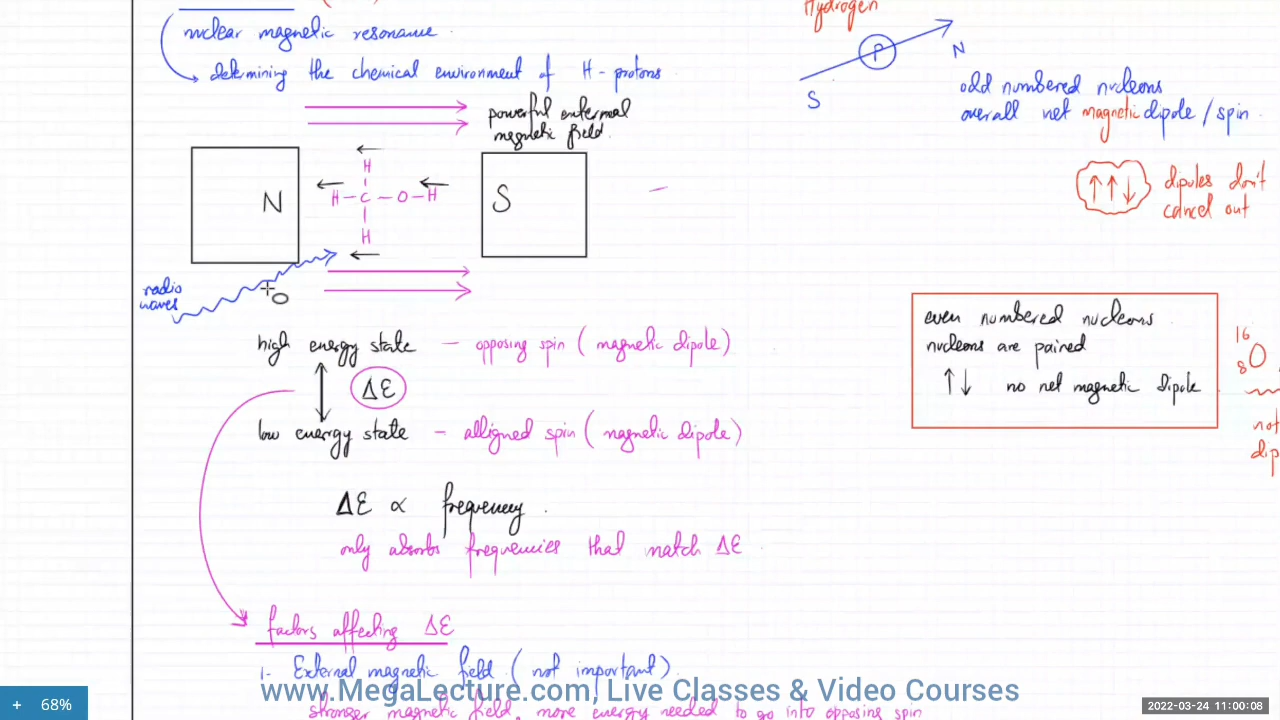 Hydrogen
nuclear magnetic resonance.
determining the chemical environment of H-protons
P
N
S
odd numbered nucleons
overall net magnetic dipole / spin.
powerful external
magnetic field.
N
H
H-C-O-H
H
S
↑↑↓
dipoles don't
cancel out
radio
waves
high energy state - opposing spin (magnetic dipole)
ΔE
low energy state - alligned spin (magnetic dipole)
even numbered nucleons
nucleons are paired
↑↓ no net magnetic dipole
16
8 O
not
dip
ΔE ∝ frequency.
only absorbs frequencies that match ΔE
factors affecting ΔE
1- External magnetic field (not important).
www.MegaLecture.com, Live Classes & Video Courses
stronger magnetic field, more energy needed to go into opposing spin
+ 68%
2022-03-24 11:00:08